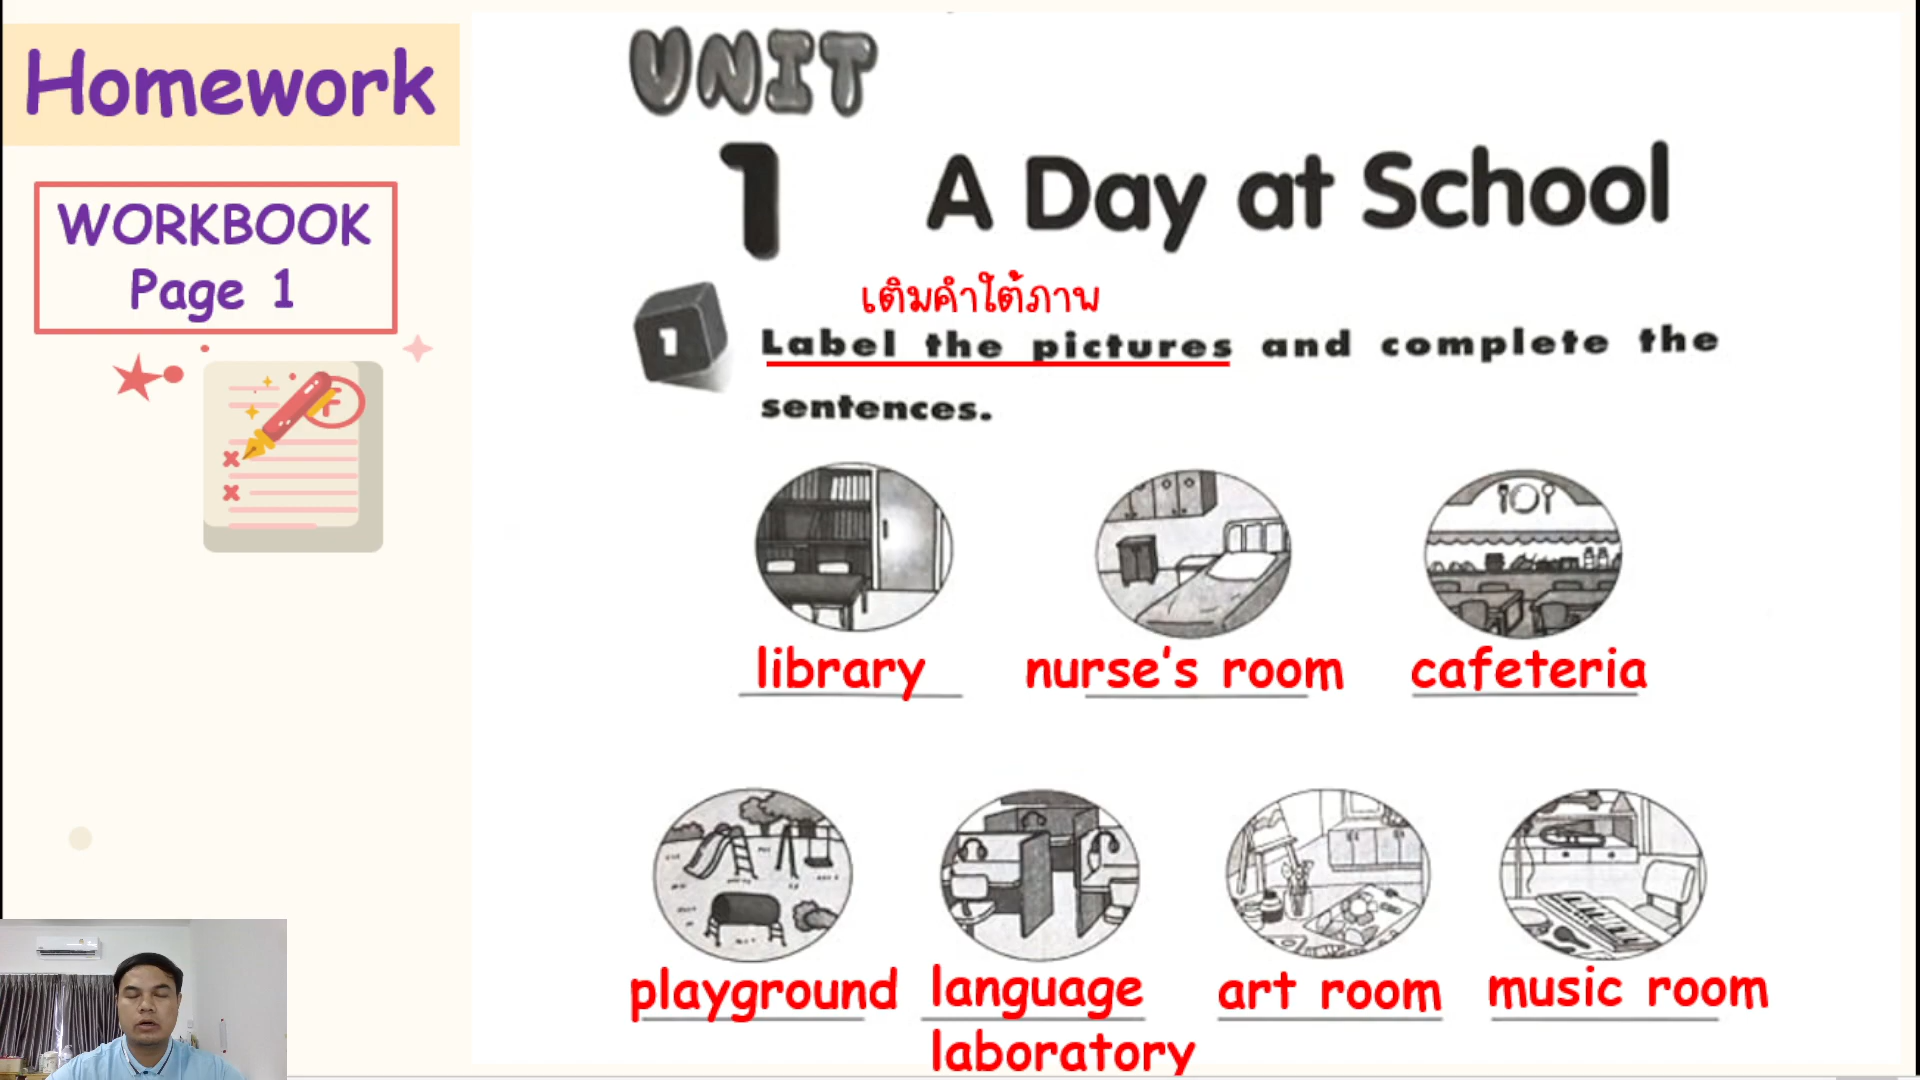 Homework
WORKBOOK
Page 1
UNIT
1 A Day at School
เติมคำใต้ภาพ
1 Label the pictures and complete the
sentences.
library nurse's room cafeteria
playground language art room music room
laboratory